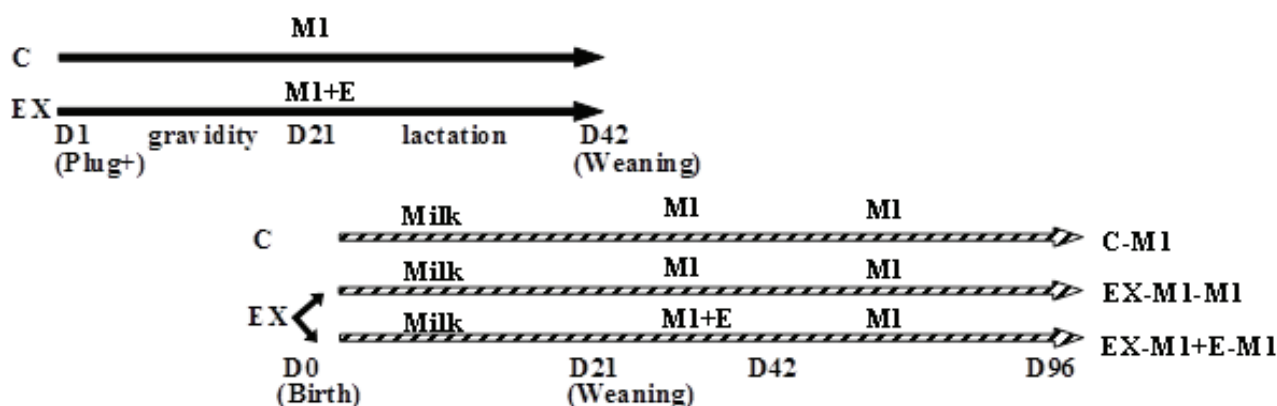 M1
C
M1+E
EX
D1 gravidity D21 lactation D42
(Plug+) (Weaning)
Milk M1 M1
C C-M1
Milk M1 M1
EX-M1-M1
EX
Milk M1+E M1
EX-M1+E-M1
D0 D21 D42 D96
(Birth) (Weaning)